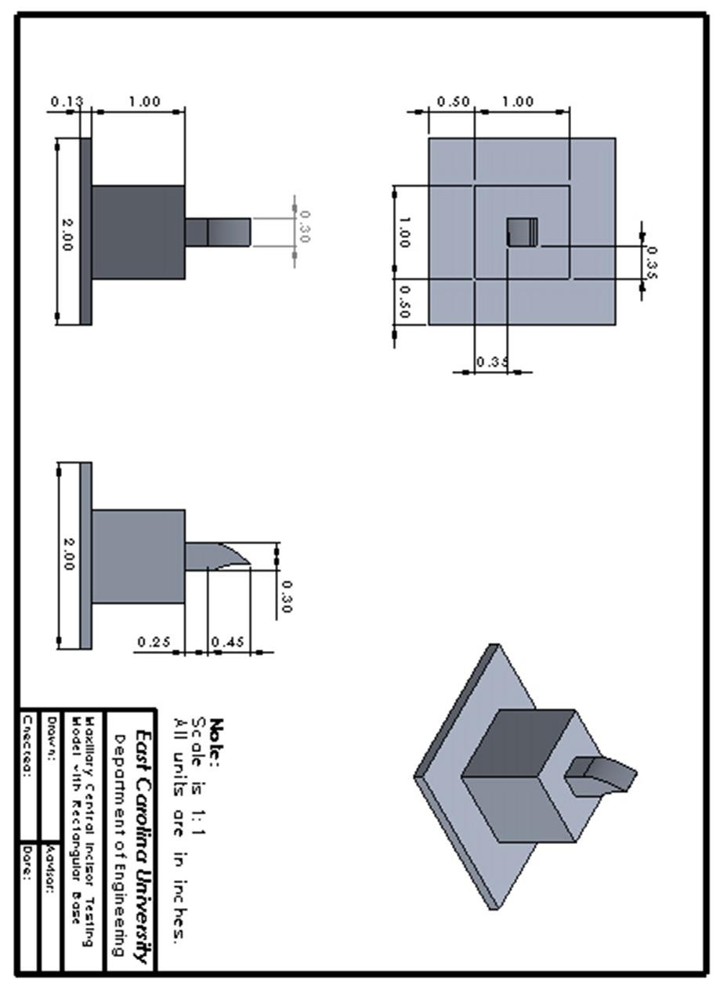 0.13
1.00
2.00
0.30
0.50
1.00
1.00
0.50
0.35
0.35
2.00
0.30
0.25
0.45
Note:
Scale is 1:1
All units are in inches.
East Carolina University
Department of Engineering
Maxillary Central Incisor Testing
Model with Rectangular Base
Drawn:
Advisor:
Checked:
Date: